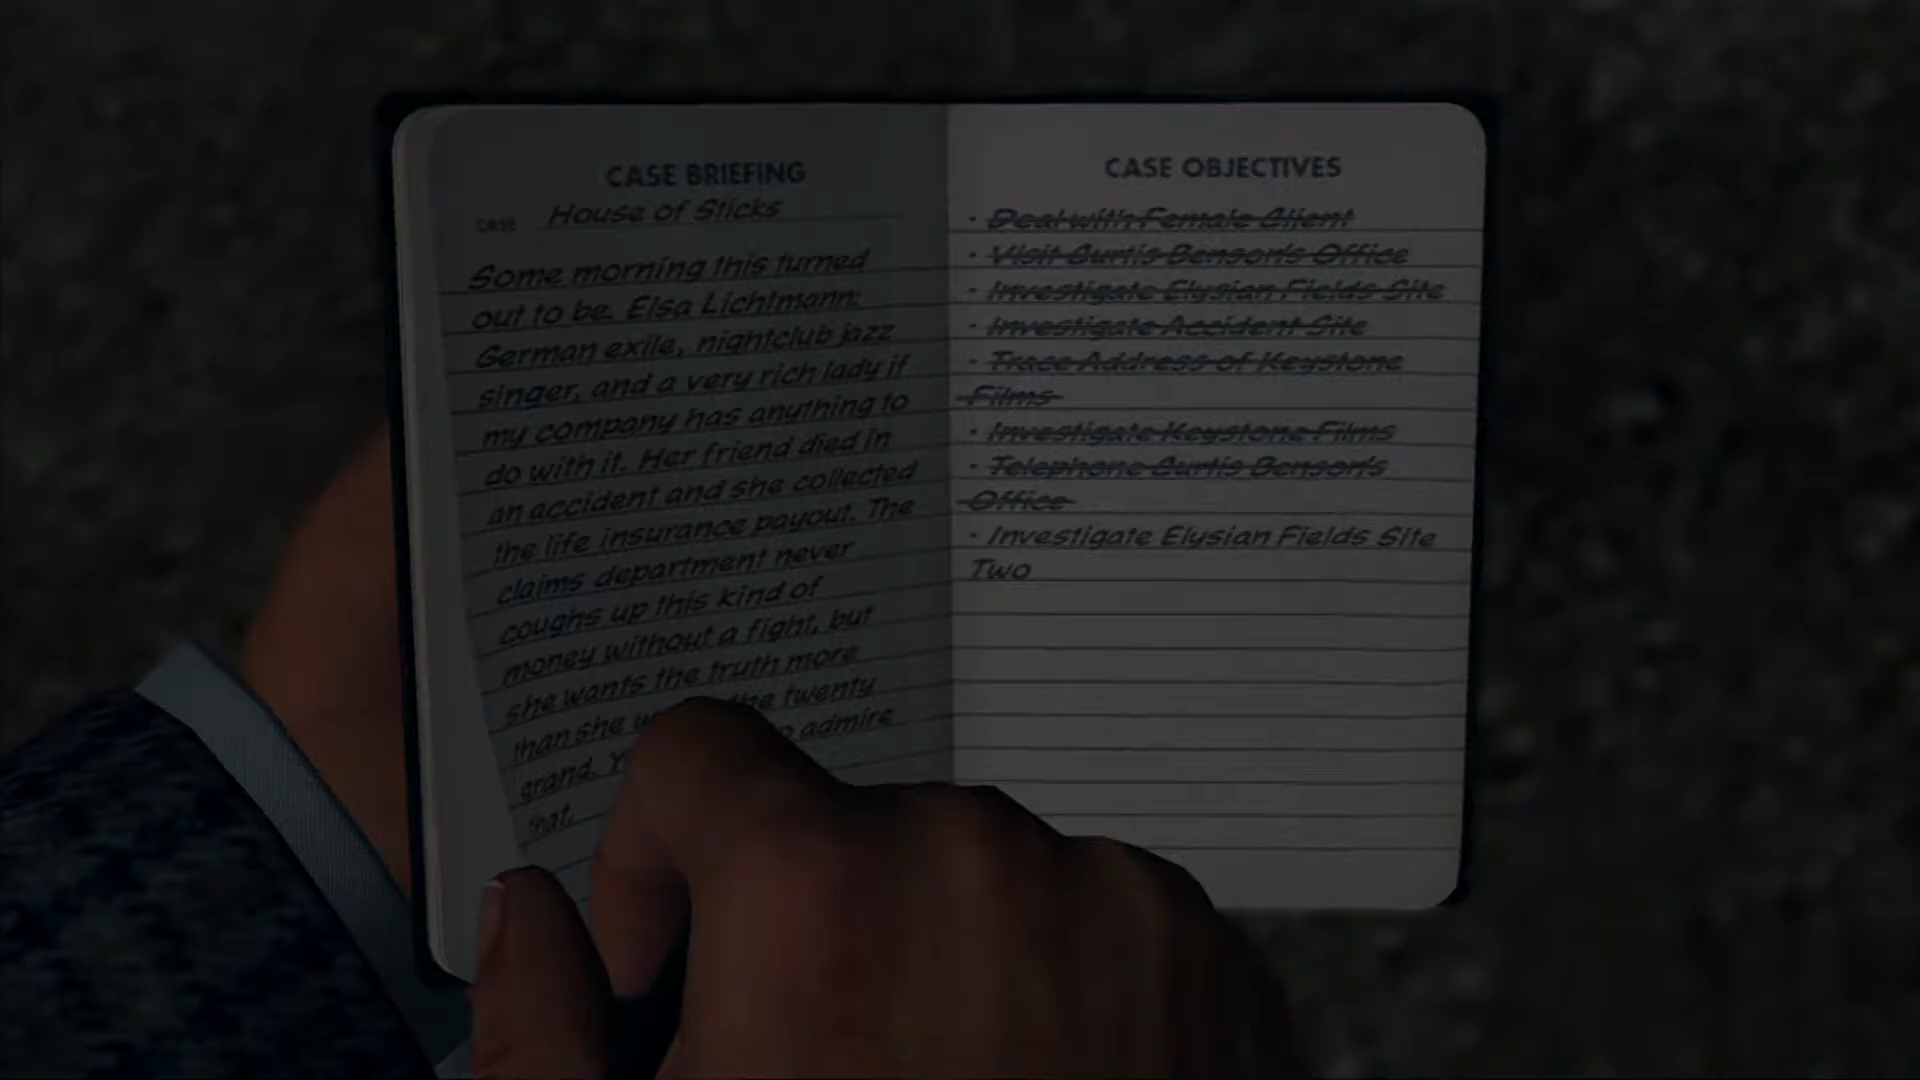 CASE BRIEFING
CASE House of Sticks
Some morning this turned
out to be. Elsa Lichtmann:
German exile, nightclub jazz
singer, and a very rich lady if
my company has anything to
do with it. Her friend died in
an accident and she collected
the life insurance payout. The
claims department never
coughs up this kind of
money without a fight, but
she wants the truth more
than she the twenty
grand. admire
that.
CASE OBJECTIVES
· Deal with Female Client
· Visit Curtis Benson's Office
· Investigate Elysian Fields Site
· Investigate Accident Site
· Trace Address of Keystone
Films
· Investigate Keystone Films
· Telephone Curtis Benson's
Office
· Investigate Elysian Fields Site
Two